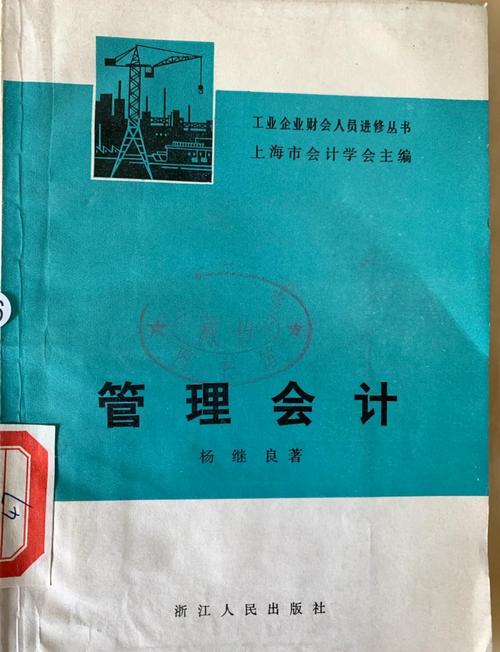 工业企业财会人员进修丛书
上海市会计学会主编
管理会计
杨继良著
浙江人民出版社